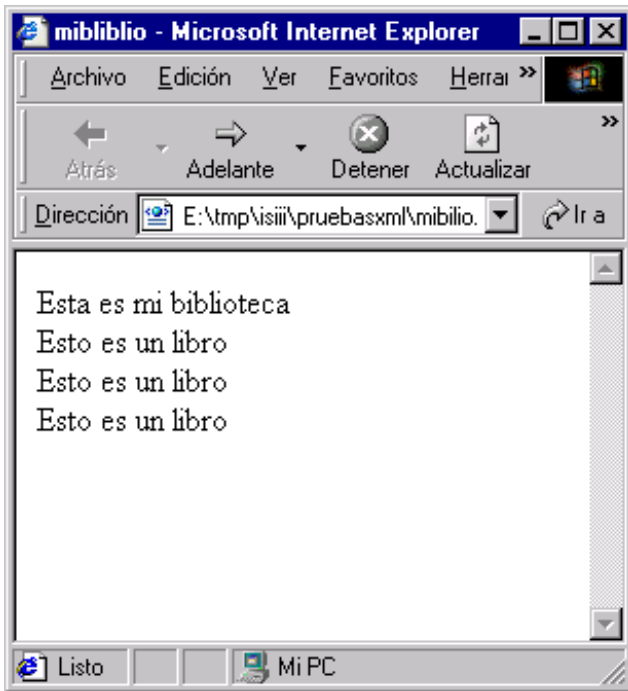 mibliblio - Microsoft Internet Explorer
Archivo Edición Ver Favoritos Herrai »
Atrás Adelante Detener Actualizar »
Dirección E:\tmp\isiii\pruebasxml\mibilio. Ir a
Esta es mi biblioteca
Esto es un libro
Esto es un libro
Esto es un libro
Listo Mi PC